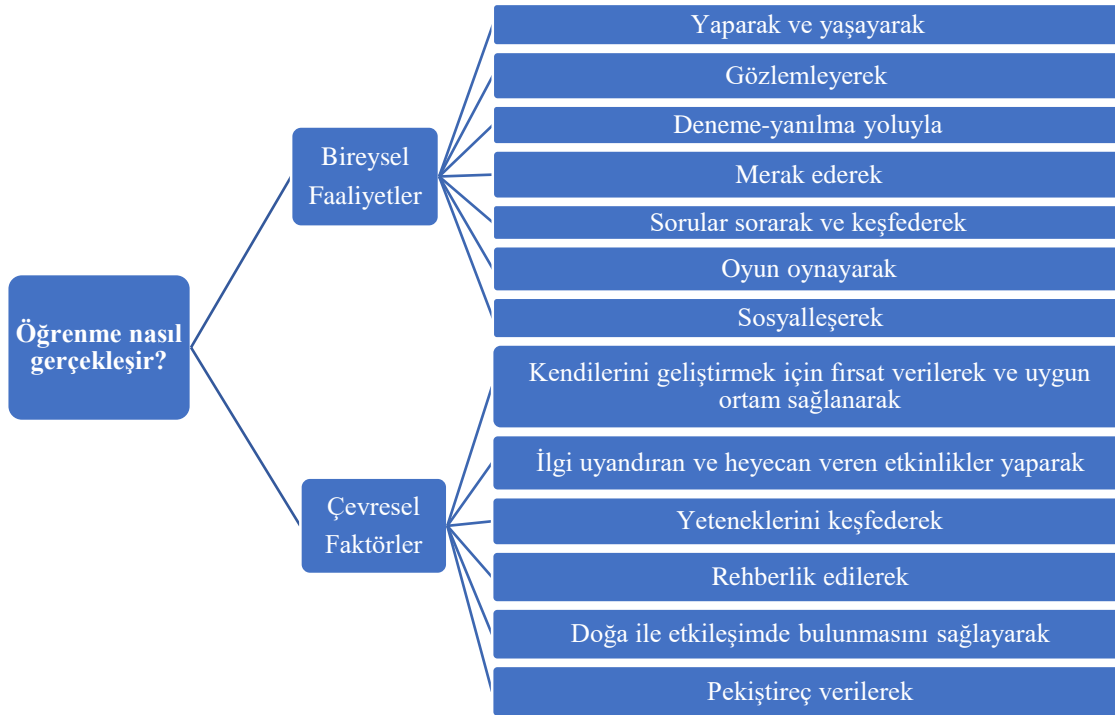 Öğrenme nasıl
gerçekleşir?
Bireysel
Faaliyetler
Yaparak ve yaşayarak
Gözlemleyerek
Deneme-yanılma yoluyla
Merak ederek
Sorular sorarak ve keşfederek
Oyun oynayarak
Sosyalleşerek
Çevresel
Faktörler
Kendilerini geliştirmek için fırsat verilerek ve uygun
ortam sağlanarak
İlgi uyandıran ve heyecan veren etkinlikler yaparak
Yeteneklerini keşfederek
Rehberlik edilerek
Doğa ile etkileşimde bulunmasını sağlayarak
Pekiştireç verilerek